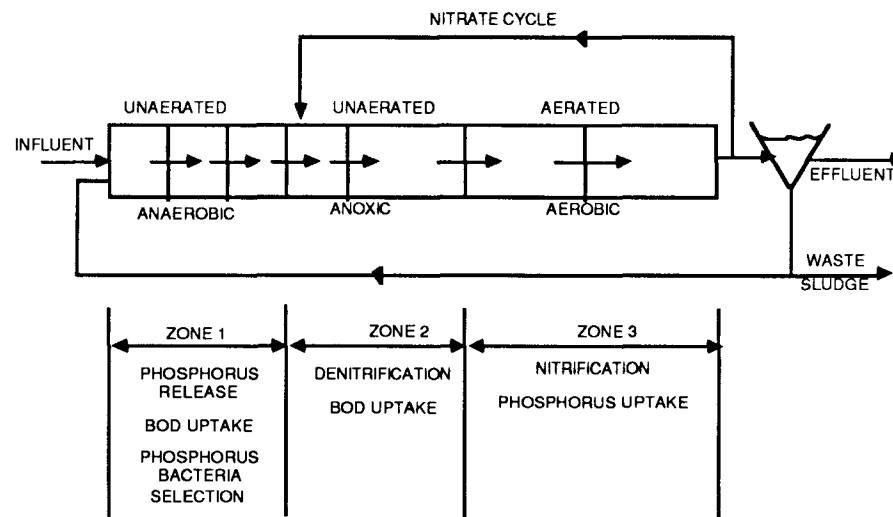 NITRATE CYCLE
UNAERATED
UNAERATED
AERATED
INFLUENT
EFFLUENT
ANAEROBIC
ANOXIC
AEROBIC
WASTE
SLUDGE
ZONE 1
ZONE 2
ZONE 3
PHOSPHORUS
RELEASE
BOD UPTAKE
PHOSPHORUS
BACTERIA
SELECTION
DENITRIFICATION
BOD UPTAKE
NITRIFICATION
PHOSPHORUS UPTAKE